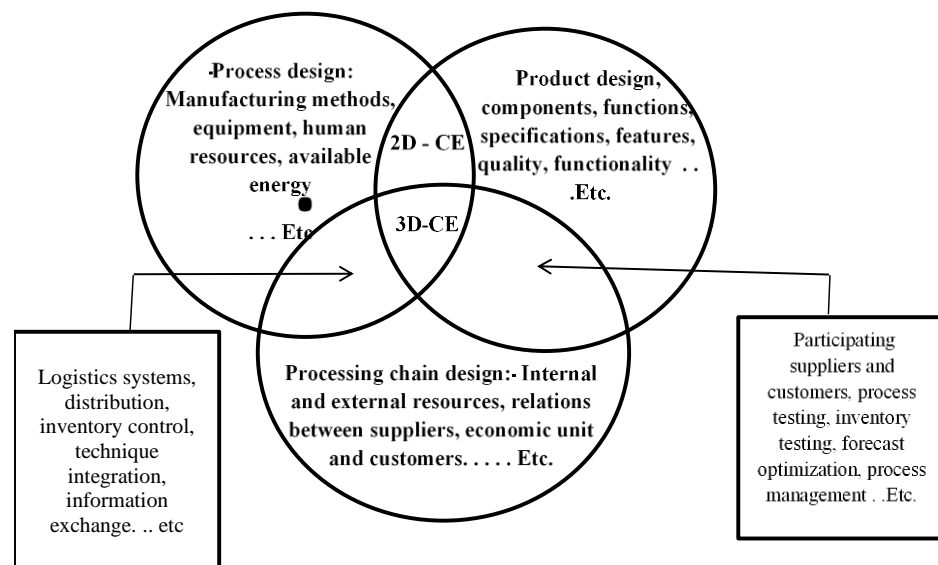 -Process design:
Manufacturing methods,
equipment, human
resources, available
energy
. . . Etc
Product design,
components, functions,
specifications, features,
quality, functionality . .
.Etc.
2D - CE
3D-CE
Processing chain design:- Internal
and external resources, relations
between suppliers, economic unit
and customers. . . . . Etc.
Logistics systems,
distribution,
inventory control,
technique
integration,
information
exchange. .. etc
Participating
suppliers and
customers, process
testing, inventory
testing, forecast
optimization, process
management . .Etc.